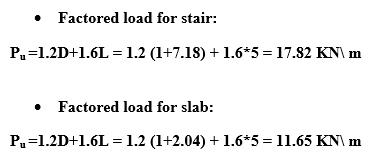 • Factored load for stair:
Pu =1.2D+1.6L = 1.2 (1+7.18) + 1.6*5 = 17.82 KN\ m
• Factored load for slab:
Pu =1.2D+1.6L = 1.2 (1+2.04) + 1.6*5 = 11.65 KN\ m